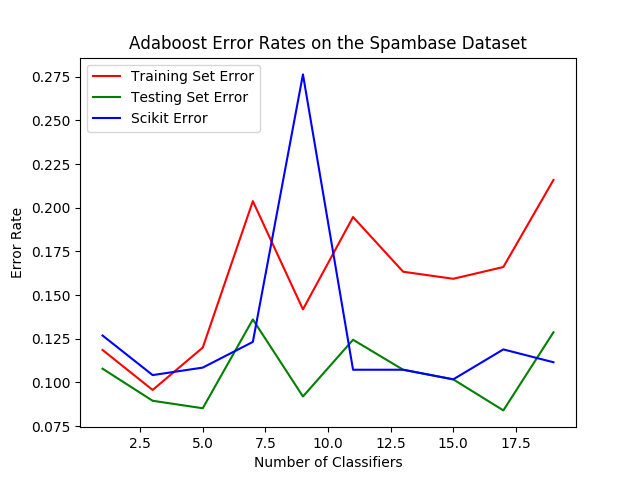 Adaboost Error Rates on the Spambase Dataset
Training Set Error
Testing Set Error
Scikit Error
0.275
0.250
0.225
0.200
0.175
0.150
0.125
0.100
0.075
Error Rate
2.5
5.0
7.5
10.0
12.5
15.0
17.5
Number of Classifiers